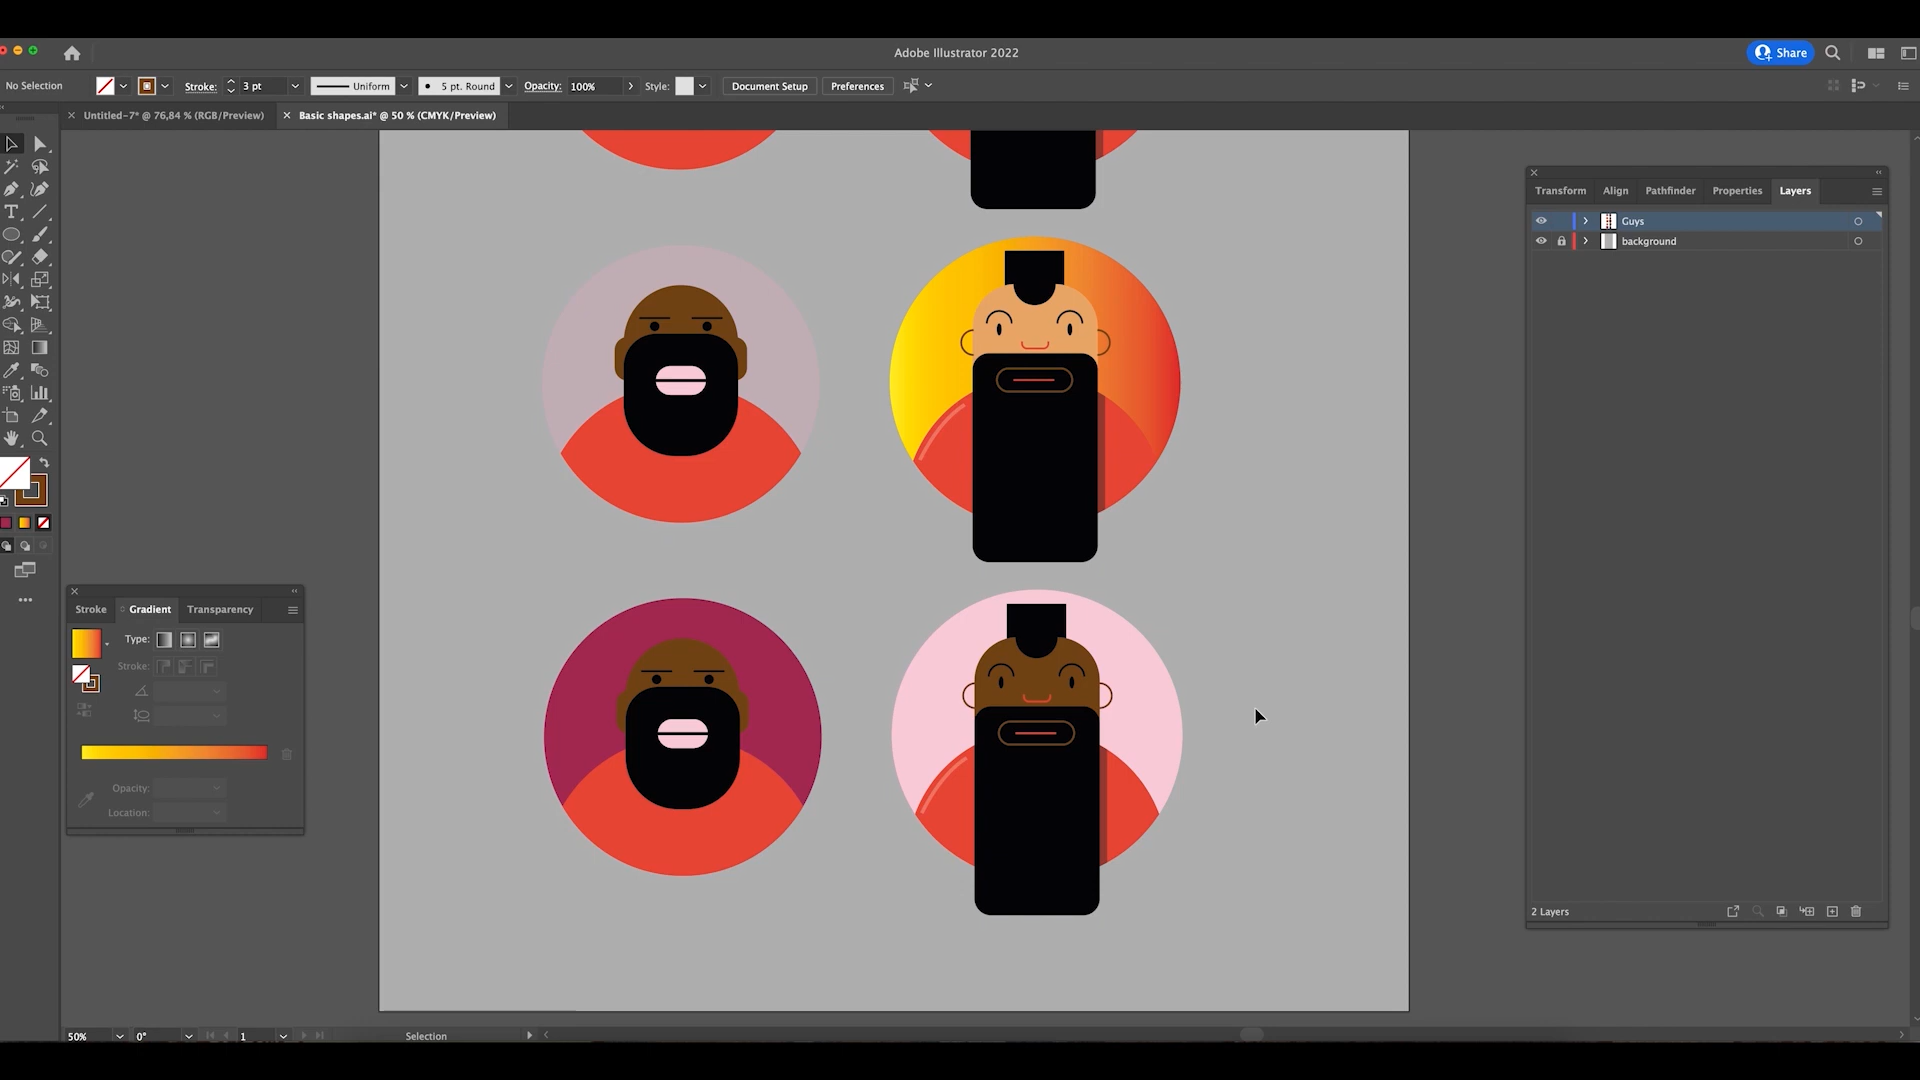 Adobe Illustrator 2022
Share
No Selection
Stroke: 3 pt
Uniform
5 pt. Round
Opacity: 100%
Style:
Document Setup
Preferences
Untitled-7* @ 76,84 % (RGB/Preview)
Basic shapes.ai* @ 50 % (CMYK/Preview)
Transform Align Pathfinder Properties Layers
Guys
background
2 Layers
Stroke Gradient Transparency
Type:
Stroke:
Opacity:
Location:
50% 0° 1 Selection